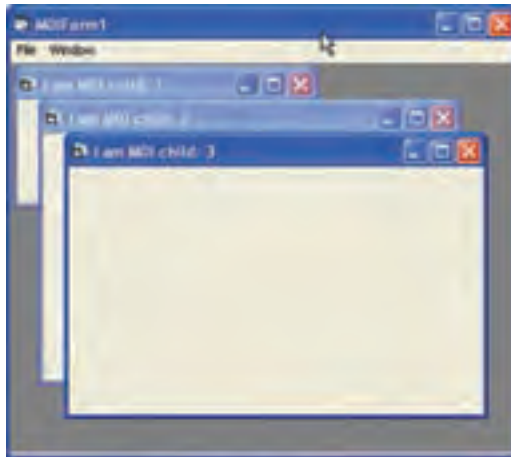 MDIForm1
File Window
I am MDI child: 1
I am MDI child: 2
I am MDI child: 3